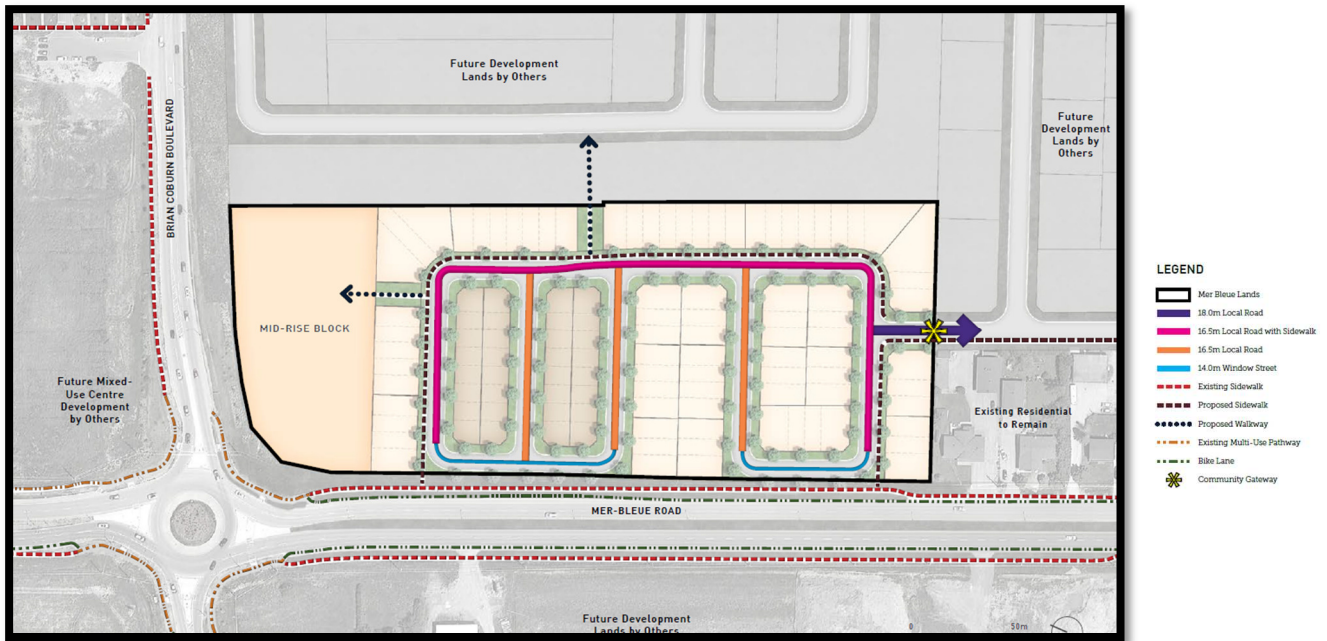 Future Development
Lands by Others
Future
Development
Lands by Others
BRIAN COBURN BOULEVARD
MID-RISE BLOCK
Future Mixed-
Use Centre
Development
by Others
Existing Residential
to Remain
MER-BLEUE ROAD
Future Development
Lands by Others
0
50m
LEGEND
Mer Bleue Lands
18.0m Local Road
16.5m Local Road with Sidewalk
16.5m Local Road
14.0m Window Street
Existing Sidewalk
Proposed Sidewalk
Proposed Walkway
Existing Multi-Use Pathway
Bike Lane
Community Gateway